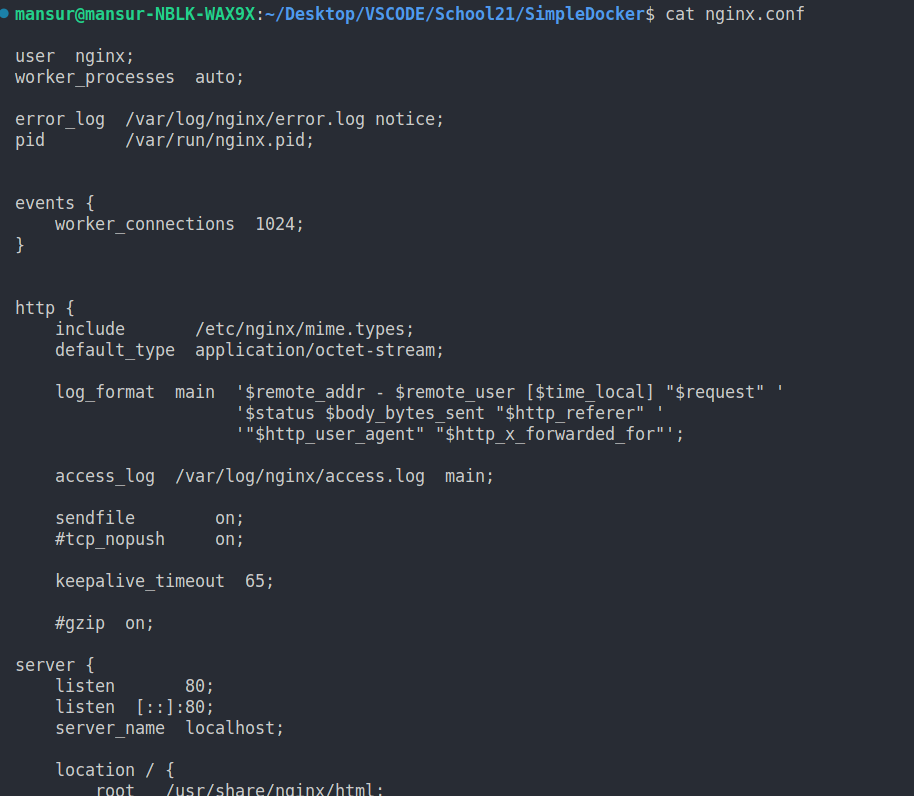 mansur@mansur-NBLK-WAX9X:~/Desktop/VSCODE/School21/SimpleDocker$ cat nginx.conf
user  nginx;
worker_processes  auto;
error_log  /var/log/nginx/error.log notice;
pid        /var/run/nginx.pid;
events {
    worker_connections  1024;
}
http {
    include       /etc/nginx/mime.types;
    default_type  application/octet-stream;
    log_format  main  '$remote_addr - $remote_user [$time_local] "$request" '
                      '$status $body_bytes_sent "$http_referer" '
                      '"$http_user_agent" "$http_x_forwarded_for"';
    access_log  /var/log/nginx/access.log  main;
    sendfile        on;
    #tcp_nopush     on;
    keepalive_timeout  65;
    #gzip  on;
server {
    listen       80;
    listen  [::]:80;
    server_name  localhost;
    location / {
        root   /usr/share/nginx/html;